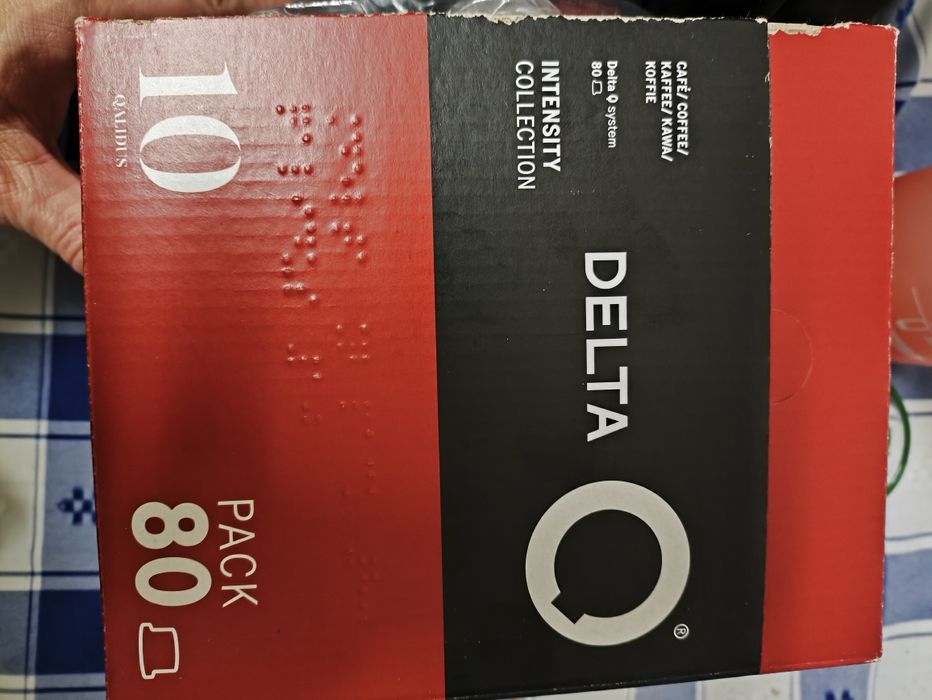 CAFÉ/ COFFEE/
KAFFEE/ KAWA/
KOFFIE
Delta Q system
80
INTENSITY
COLLECTION
DELTA
Q®
10
QALIDUS
PACK
80